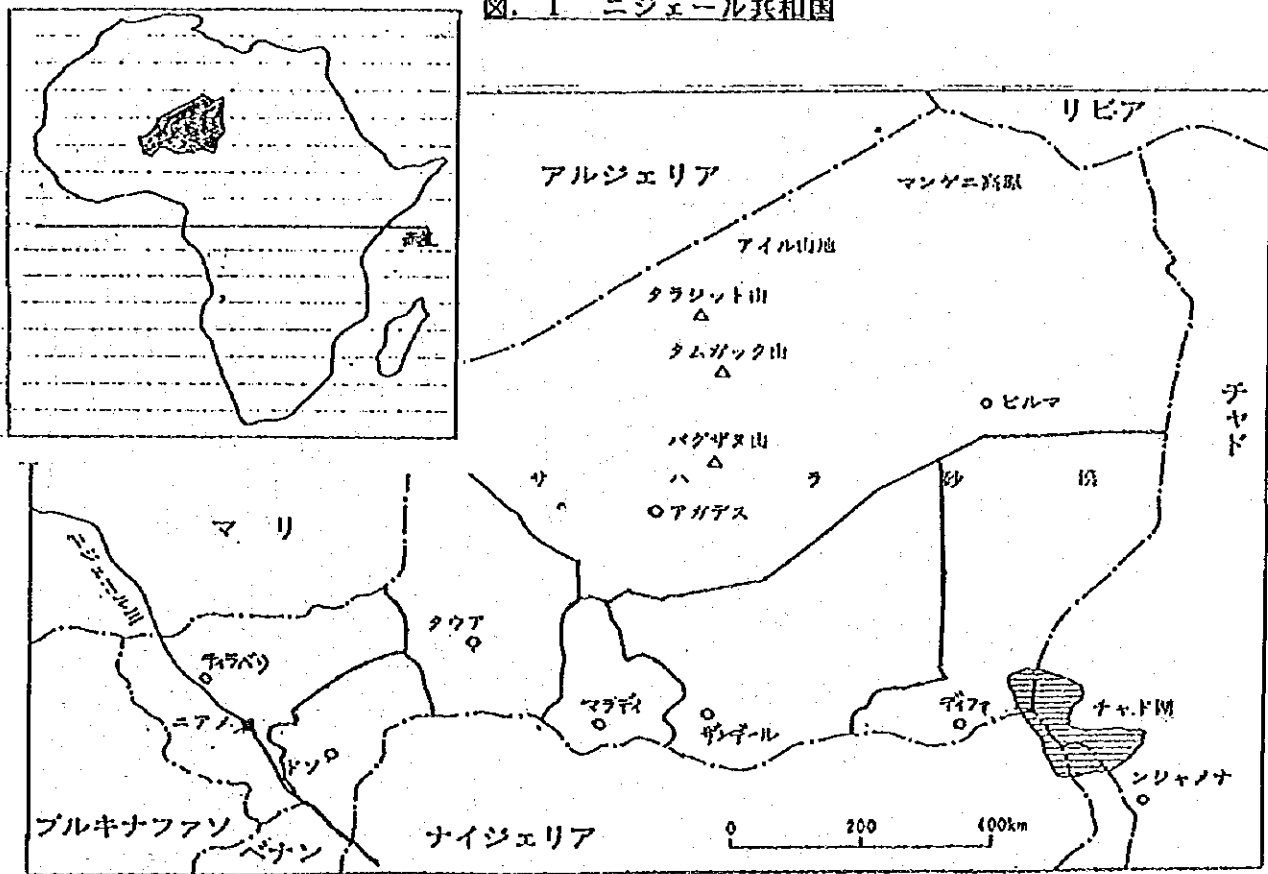 図. 1 ニジェール共和国
赤道
リビア
アルジェリア
マンゲニ高原
アイル山地
タラジット山
タムガック山
ビルマ
チャド
バグザヌ山
サハラ砂漠
アガデス
マリ
ニジェール川
タウア
ティラベリ
マラディ
ザンデール
ディファ
チャド湖
ニアメ
ドソ
ンジャメナ
ブルキナファソ
ベナン
ナイジェリア
0 200 400km